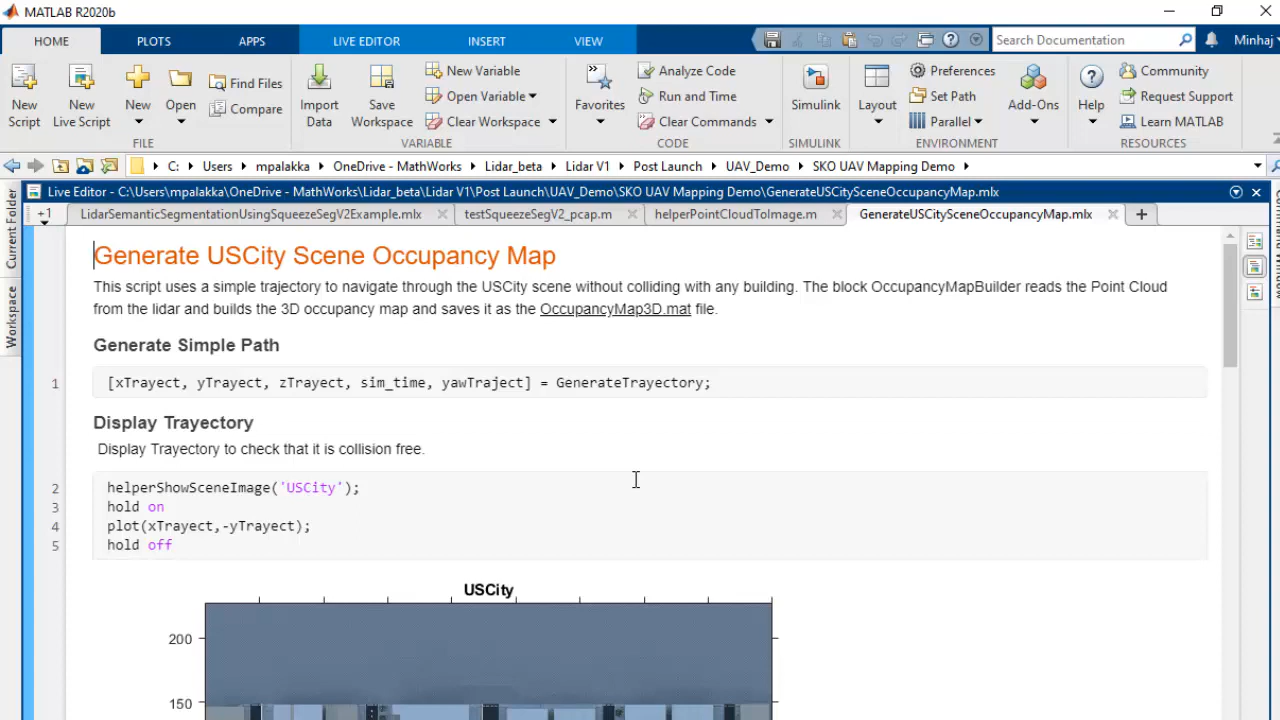 MATLAB R2020b
HOME PLOTS APPS LIVE EDITOR INSERT VIEW Search Documentation Minhaj
New Script
New Live Script
New
Open
Find Files
Compare
FILE
Import Data
Save Workspace
New Variable
Open Variable
Clear Workspace
VARIABLE
Favorites
Analyze Code
Run and Time
Clear Commands
CODE
Simulink
SIMULINK
Layout
Preferences
Set Path
Parallel
Add-Ons
ENVIRONMENT
Help
Community
Request Support
Learn MATLAB
RESOURCES
C: Users mpalakka OneDrive - MathWorks Lidar_beta Lidar V1 Post Launch UAV_Demo SKO UAV Mapping Demo
Current Folder
Workspace
Live Editor - C:\Users\mpalakka\OneDrive - MathWorks\Lidar_beta\Lidar V1\Post Launch\UAV_Demo\SKO UAV Mapping Demo\GenerateUSCitySceneOccupancyMap.mlx
+1 LidarSemanticSegmentationUsingSqueezeSegV2Example.mlx testSqueezeSegV2_pcap.m helperPointCloudToImage.m GenerateUSCitySceneOccupancyMap.mlx
Generate USCity Scene Occupancy Map
This script uses a simple trajectory to navigate through the USCity scene without colliding with any building. The block OccupancyMapBuilder reads the Point Cloud
from the lidar and builds the 3D occupancy map and saves it as the OccupancyMap3D.mat file.
Generate Simple Path
1 [xTrayect, yTrayect, zTrayect, sim_time, yawTraject] = GenerateTrayectory;
Display Trayectory
Display Trayectory to check that it is collision free.
2 helperShowSceneImage('USCity');
3 hold on
4 plot(xTrayect,-yTrayect);
5 hold off
USCity
200
150